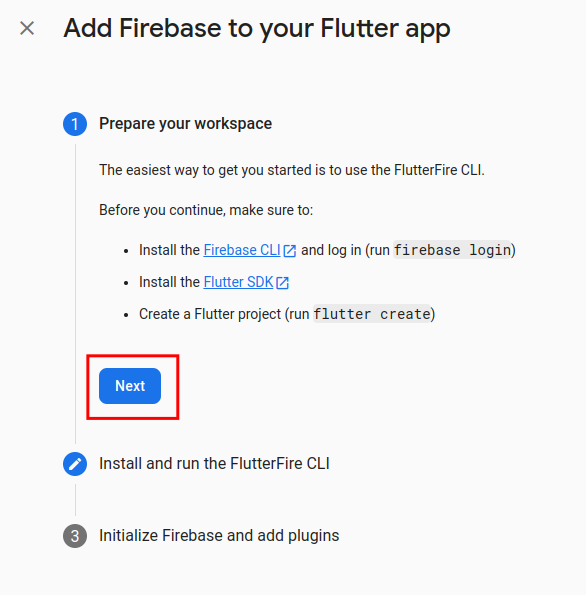 Add Firebase to your Flutter app
1 Prepare your workspace
The easiest way to get you started is to use the FlutterFire CLI.
Before you continue, make sure to:
• Install the Firebase CLI and log in (run firebase login)
• Install the Flutter SDK
• Create a Flutter project (run flutter create)
Next
Install and run the FlutterFire CLI
3 Initialize Firebase and add plugins